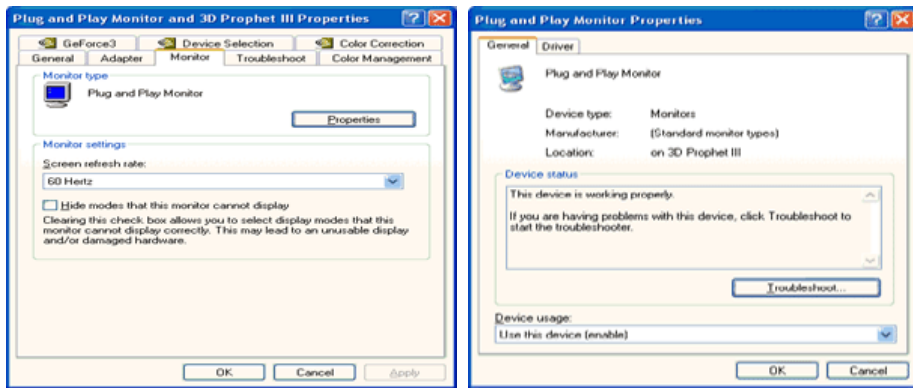 Plug and Play Monitor and 3D Prophet III Properties
GeForce3 Device Selection Color Correction
General Adapter Monitor Troubleshoot Color Management
Monitor type
Plug and Play Monitor
Properties
Monitor settings
Screen refresh rate:
60 Hertz
Hide modes that this monitor cannot display
Clearing this check box allows you to select display modes that this
monitor cannot display correctly. This may lead to an unusable display
and/or damaged hardware.
OK Cancel Apply
Plug and Play Monitor Properties
General Driver
Plug and Play Monitor
Device type: Monitors
Manufacturer: (Standard monitor types)
Location: on 3D Prophet III
Device status
This device is working properly.
If you are having problems with this device, click Troubleshoot to
start the troubleshooter.
Troubleshoot...
Device usage:
Use this device (enable)
OK Cancel